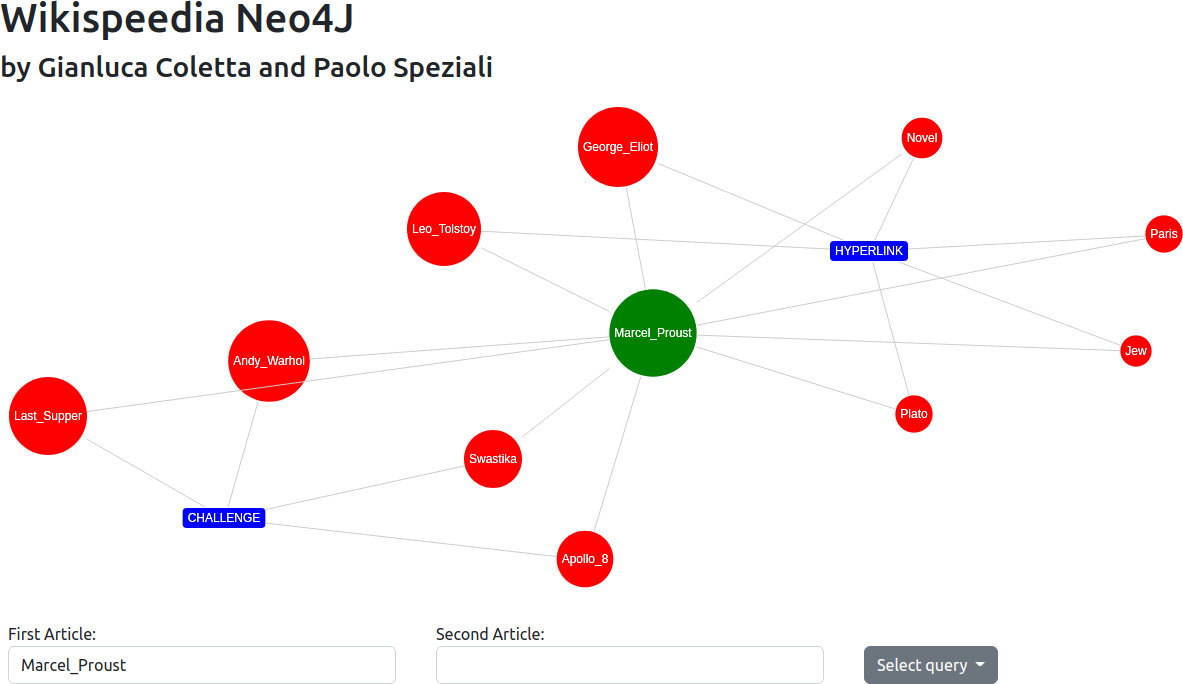 Wikispeedia Neo4J
by Gianluca Coletta and Paolo Speziali
George_Eliot
Novel
Leo_Tolstoy
Paris
HYPERLINK
Marcel_Proust
Jew
Andy_Warhol
Last_Supper
Plato
Swastika
CHALLENGE
Apollo_8
First Article:
Second Article:
Marcel_Proust
Select query